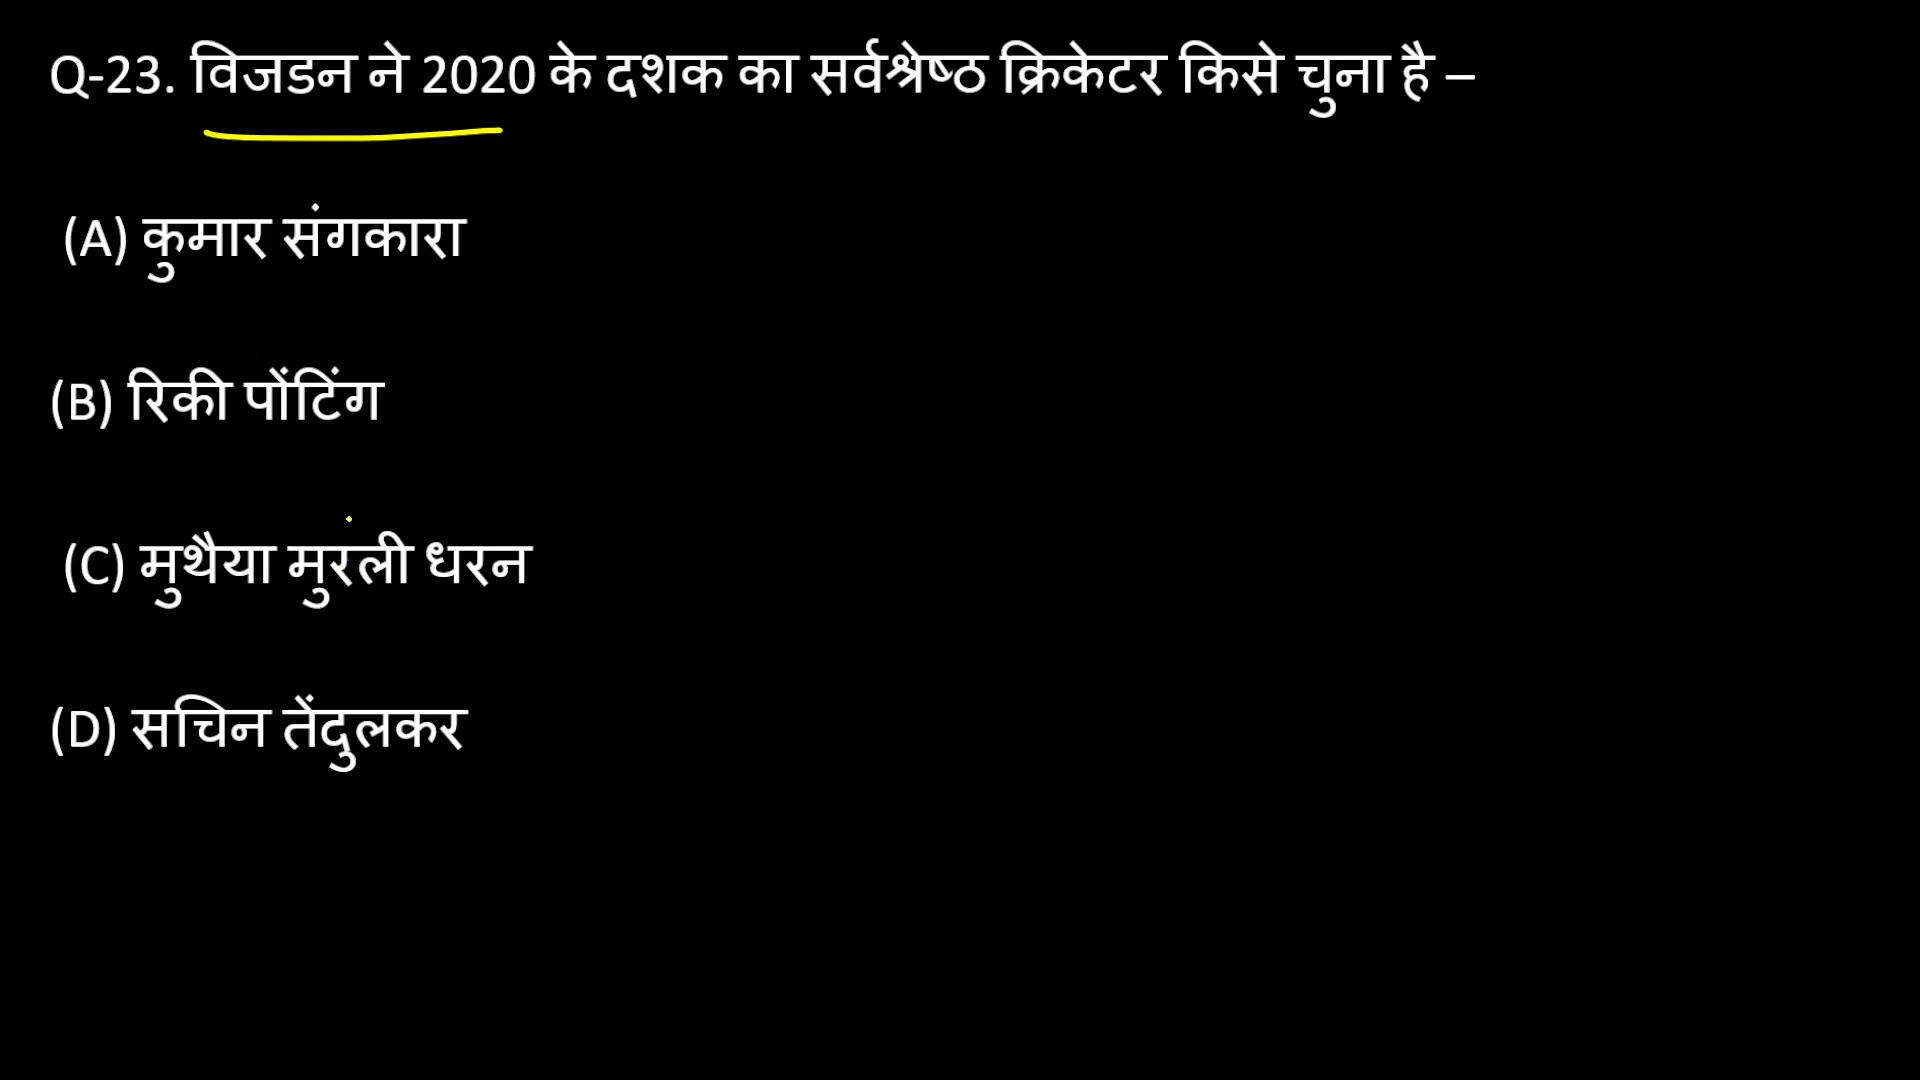 Q-23. विजडन ने 2020 के दशक का सर्वश्रेष्ठ क्रिकेटर किसे चुना है –
(A) कुमार संगकारा
(B) रिकी पोंटिंग
(C) मुथैया मुरली धरन
(D) सचिन तेंदुलकर